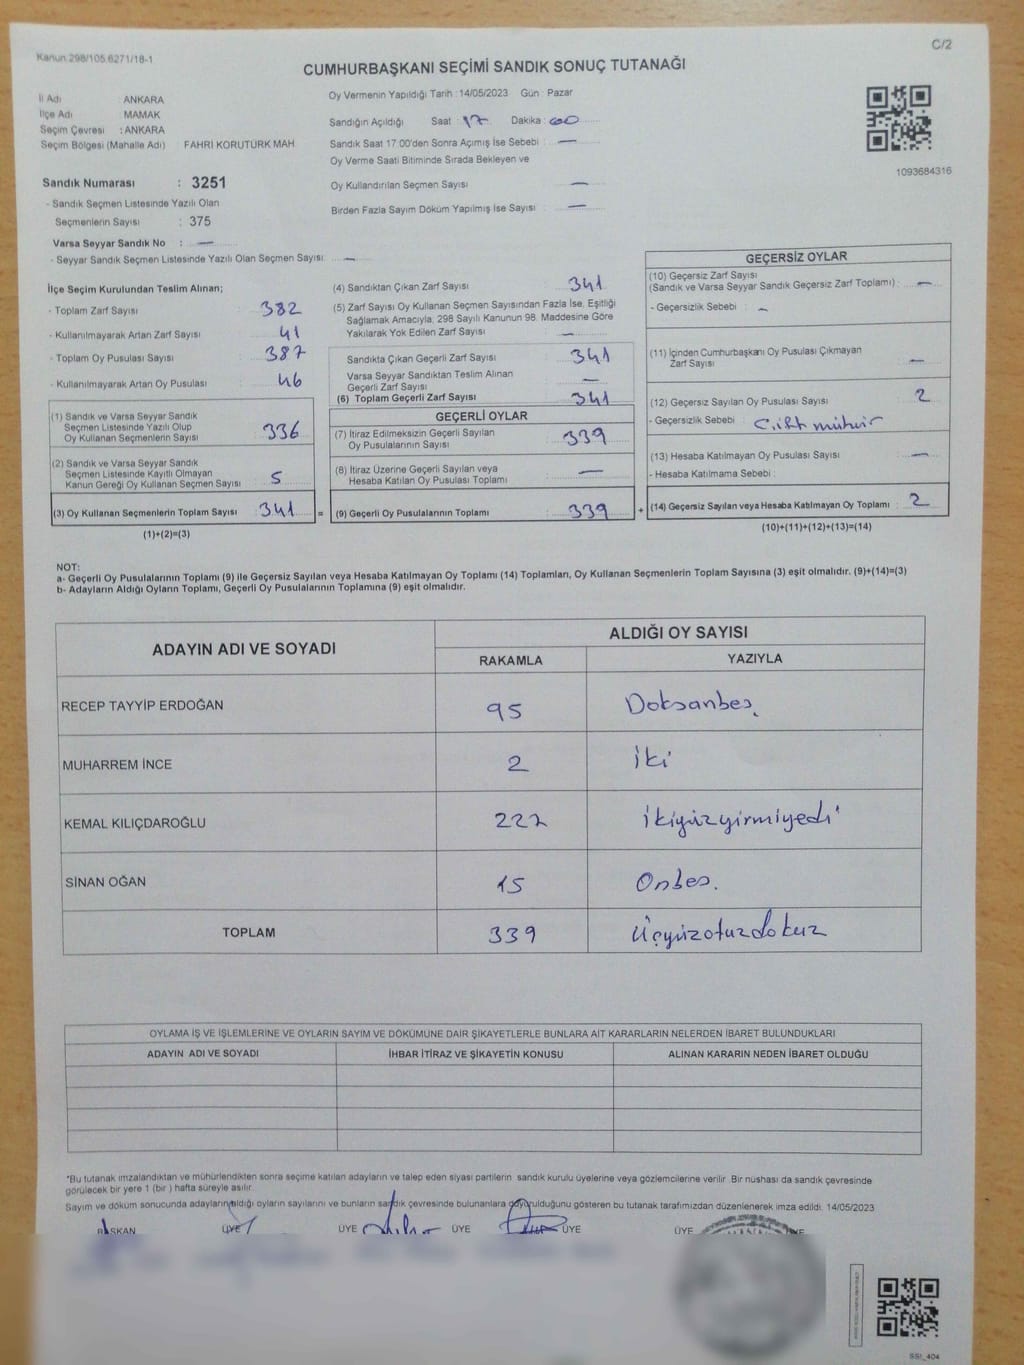 Kanun 298/105 6271/18-1
C/2
CUMHURBAŞKANI SEÇİMİ SANDIK SONUÇ TUTANAĞI
İl Adı ANKARA
İlçe Adı MAMAK
Seçim Çevresi : ANKARA
Seçim Bölgesi (Mahalle Adı) FAHRİ KORUTÜRK MAH
Sandık Numarası : 3251
- Sandık Seçmen Listesinde Yazılı Olan
Seçmenlerin Sayısı : 375
Varsa Seyyar Sandık No : —
- Seyyar Sandık Seçmen Listesinde Yazılı Olan Seçmen Sayısı: —
Oy Vermenin Yapıldığı Tarih : 14/05/2023 Gün : Pazar
Sandığın Açıldığı Saat : 17 Dakika : 00
Sandık Saat 17:00'den Sonra Açımış İse Sebebi : —
Oy Verme Saati Bitiminde Sırada Bekleyen ve
Oy Kullandırılan Seçmen Sayısı —
Birden Fazla Sayım Döküm Yapılmış İse Sayısı : —
1093684316
İlçe Seçim Kurulundan Teslim Alınan;
- Toplam Zarf Sayısı : 382
- Kullanılmayarak Artan Zarf Sayısı : 41
- Toplam Oy Pusulası Sayısı : 387
- Kullanılmayarak Artan Oy Pusulası : 46
(1) Sandık ve Varsa Seyyar Sandık
Seçmen Listesinde Yazılı Olup
Oy Kullanan Seçmenlerin Sayısı : 336
(2) Sandık ve Varsa Seyyar Sandık
Seçmen Listesinde Kayıtlı Olmayan
Kanun Gereği Oy Kullanan Seçmen Sayısı : 5
(3) Oy Kullanan Seçmenlerin Toplam Sayısı : 341 =
(1)+(2)=(3)
(4) Sandıktan Çıkan Zarf Sayısı : 341
(5) Zarf Sayısı Oy Kullanan Seçmen Sayısından Fazla İse, Eşitliği
Sağlamak Amacıyla, 298 Sayılı Kanunun 98. Maddesine Göre
Yakılarak Yok Edilen Zarf Sayısı : —
Sandıkta Çıkan Geçerli Zarf Sayısı : 341
Varsa Seyyar Sandıktan Teslim Alınan
Geçerli Zarf Sayısı : —
(6) Toplam Geçerli Zarf Sayısı : 341
GEÇERLİ OYLAR
(7) İtiraz Edilmeksizin Geçerli Sayılan
Oy Pusulalarının Sayısı : 339
(8) İtiraz Üzerine Geçerli Sayılan veya
Hesaba Katılan Oy Pusulası Toplamı : —
(9) Geçerli Oy Pusulalarının Toplamı : 339 +
GEÇERSİZ OYLAR
(10) Geçersiz Zarf Sayısı
(Sandık ve Varsa Seyyar Sandık Geçersiz Zarf Toplamı) : —
- Geçersizlik Sebebi : —
(11) İçinden Cumhurbaşkanı Oy Pusulası Çıkmayan
Zarf Sayısı : —
(12) Geçersiz Sayılan Oy Pusulası Sayısı : 2
- Geçersizlik Sebebi : Çift mühür
(13) Hesaba Katılmayan Oy Pusulası Sayısı : —
- Hesaba Katılmama Sebebi :
(14) Geçersiz Sayılan veya Hesaba Katılmayan Oy Toplamı : 2
(10)+(11)+(12)+(13)=(14)
NOT:
a- Geçerli Oy Pusulalarının Toplamı (9) ile Geçersiz Sayılan veya Hesaba Katılmayan Oy Toplamı (14) Toplamları, Oy Kullanan Seçmenlerin Toplam Sayısına (3) eşit olmalıdır. (9)+(14)=(3)
b- Adayların Aldığı Oyların Toplamı, Geçerli Oy Pusulalarının Toplamına (9) eşit olmalıdır.
ADAYIN ADI VE SOYADI ALDIĞI OY SAYISI
RAKAMLA YAZIYLA
RECEP TAYYİP ERDOĞAN 95 Doksanbeş
MUHARREM İNCE 2 iki
KEMAL KILIÇDAROĞLU 227 ikiyüzyirmiyedi
SİNAN OĞAN 15 Onbeş.
TOPLAM 339 Üçyüzotuzdokuz
OYLAMA İŞ VE İŞLEMLERİNE VE OYLARIN SAYIM VE DÖKÜMÜNE DAİR ŞİKAYETLERLE BUNLARA AİT KARARLARIN NELERDEN İBARET BULUNDUKLARI
ADAYIN ADI VE SOYADI İHBAR İTİRAZ VE ŞİKAYETİN KONUSU ALINAN KARARIN NEDEN İBARET OLDUĞU
*Bu tutanak imzalandıktan ve mühürlendikten sonra seçime katılan adayların ve talep eden siyasi partilerin sandık kurulu üyelerine veya gözlemcilerine verilir. Bir nüshası da sandık çevresinde
görülecek bir yere 1 (bir ) hafta süreyle asılır.
Sayım ve döküm sonucunda adayların aldığı oyların sayılarını ve bunların sandık çevresinde bulunanlara duyurulduğunu gösteren bu tutanak tarafımızdan düzenlenerek imza edildi. 14/05/2023
BAŞKAN ÜYE ÜYE ÜYE ÜYE ÜYE
SSI_404